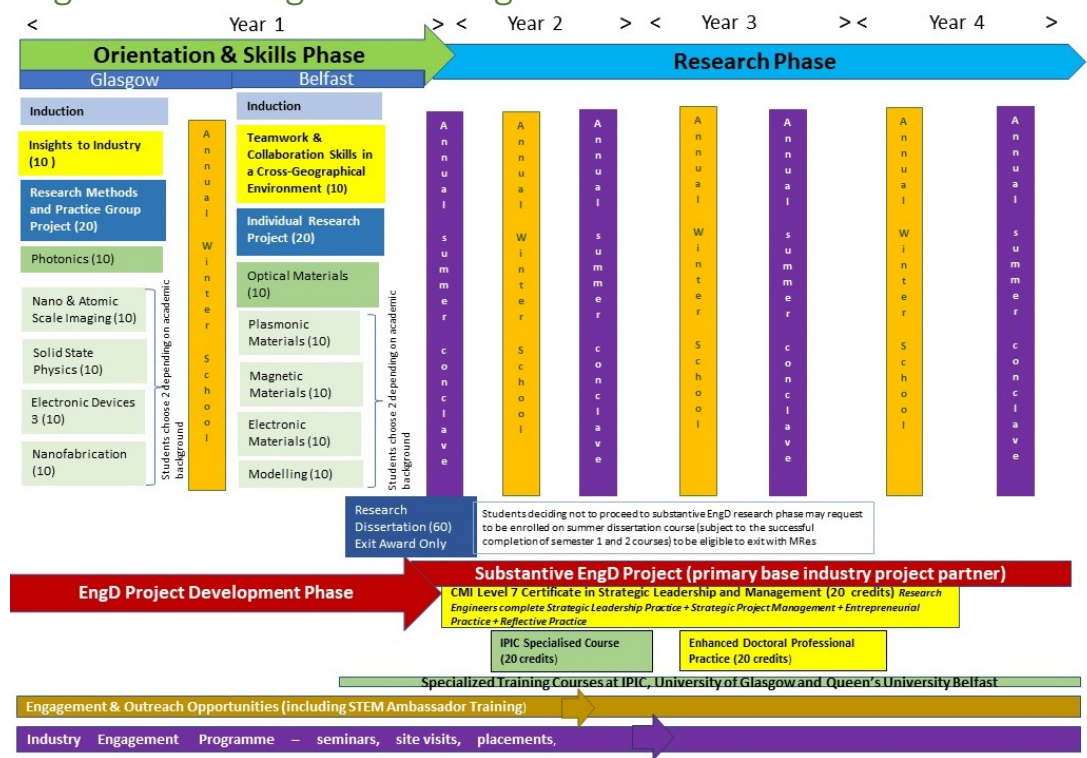 < Year 1 > < Year 2 > < Year 3 > < Year 4 >
Orientation & Skills Phase
Research Phase
Glasgow
Belfast
Induction
Insights to Industry
(10 )
Research Methods
and Practice Group
Project (20)
Photonics (10)
Nano & Atomic
Scale Imaging (10)
Solid State
Physics (10)
Electronic Devices
3 (10)
Nanofabrication
(10)
Students choose 2 depending on academic
background
Annual Winter School
Induction
Teamwork &
Collaboration Skills in
a Cross-Geographical
Environment (10)
Individual Research
Project (20)
Optical Materials
(10)
Plasmonic
Materials (10)
Magnetic
Materials (10)
Electronic
Materials (10)
Modelling (10)
Students choose 2 depending on academic
background
Annual summer conclave
Annual Winter School
Annual summer conclave
Annual Winter School
Annual summer conclave
Annual Winter School
Annual summer conclave
Research
Dissertation (60)
Exit Award Only
Students deciding not to proceed to substantive EngD research phase may request
to be enrolled on summer dissertation course (subject to the successful
completion of semester 1 and 2 courses) to be eligible to exit with MRes
EngD Project Development Phase
Substantive EngD Project (primary base industry project partner)
CMI Level 7 Certificate in Strategic Leadership and Management (20 credits) Research
Engineers complete Strategic Leadership Practice + Strategic Project Management + Entrepreneurial
Practice + Reflective Practice
IPIC Specialised Course
(20 credits)
Enhanced Doctoral Professional
Practice (20 credits)
Specialized Training Courses at IPIC, University of Glasgow and Queen's University Belfast
Engagement & Outreach Opportunities (including STEM Ambassador Training)
Industry Engagement Programme – seminars, site visits, placements,